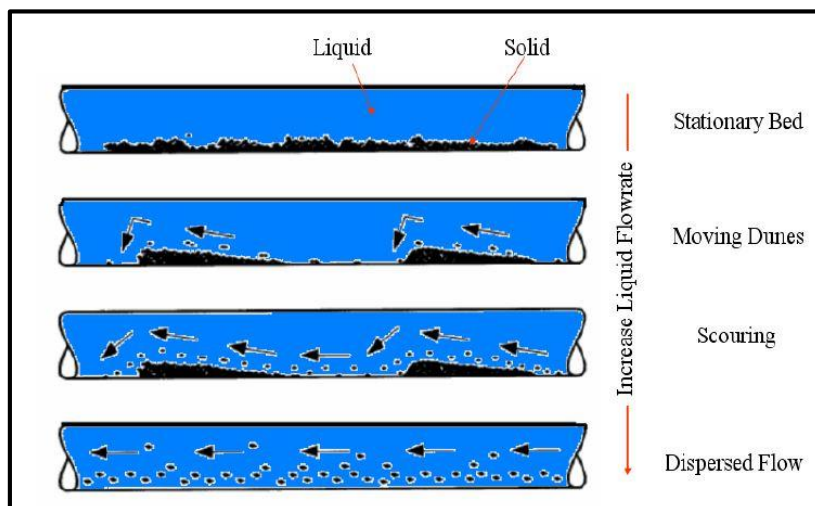 Liquid
Solid
Stationary Bed
Moving Dunes
Scouring
Dispersed Flow
Increase Liquid Flowrate